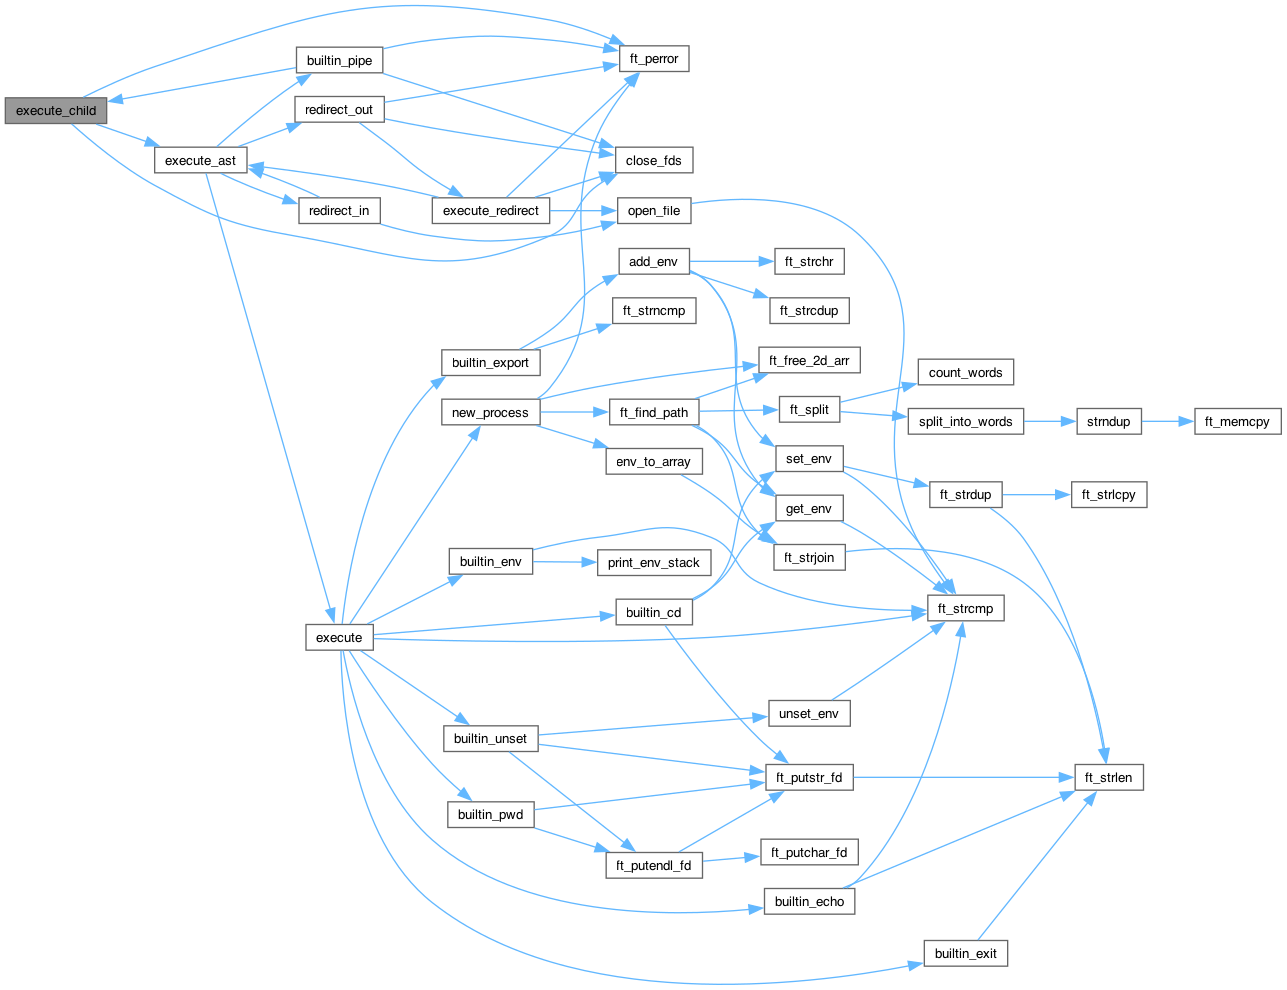 execute_child
builtin_pipe
ft_perror
redirect_out
execute_ast
close_fds
redirect_in
execute_redirect
open_file
add_env
ft_strchr
ft_strncmp
ft_strcdup
builtin_export
ft_free_2d_arr
count_words
new_process
ft_find_path
ft_split
split_into_words
strndup
ft_memcpy
env_to_array
set_env
ft_strdup
ft_strlcpy
get_env
builtin_env
print_env_stack
ft_strjoin
execute
builtin_cd
ft_strcmp
unset_env
builtin_unset
ft_putstr_fd
ft_strlen
builtin_pwd
ft_putendl_fd
ft_putchar_fd
builtin_echo
builtin_exit